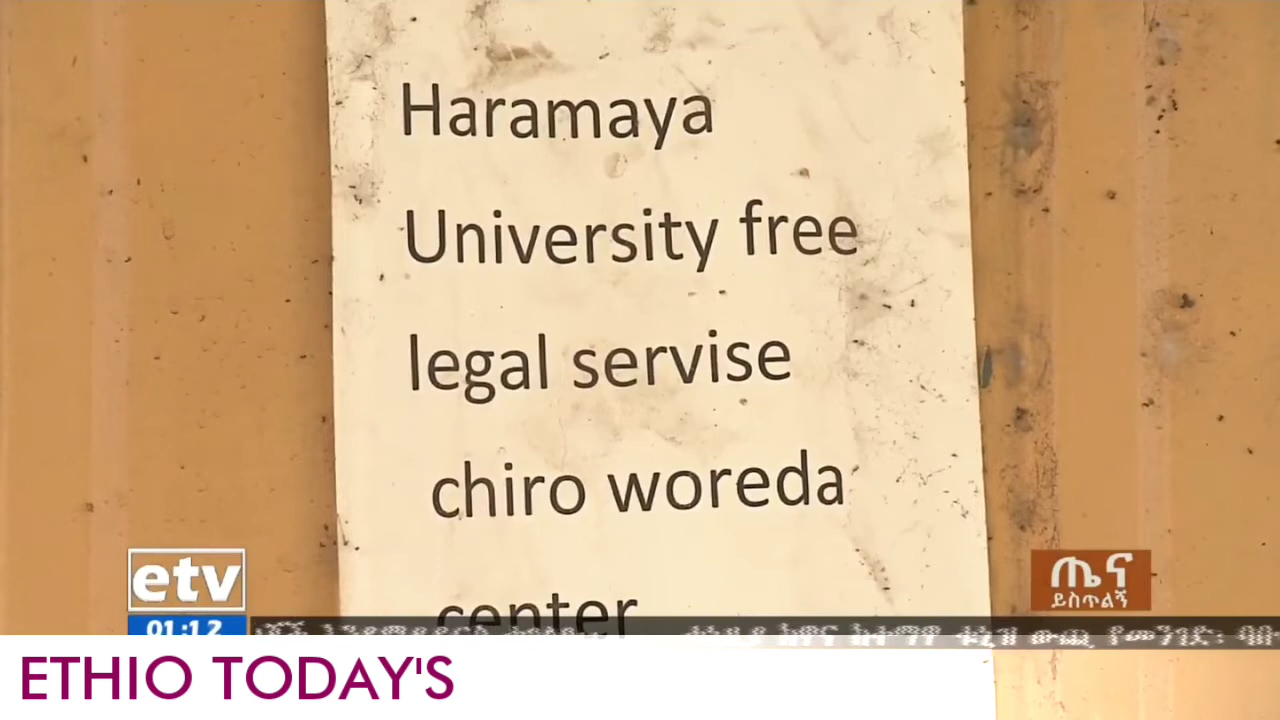 Haramaya
University free
legal servise
chiro woreda
center
etv
01:12
ጤና
ይስጥልኝ
ETHIO TODAY'S